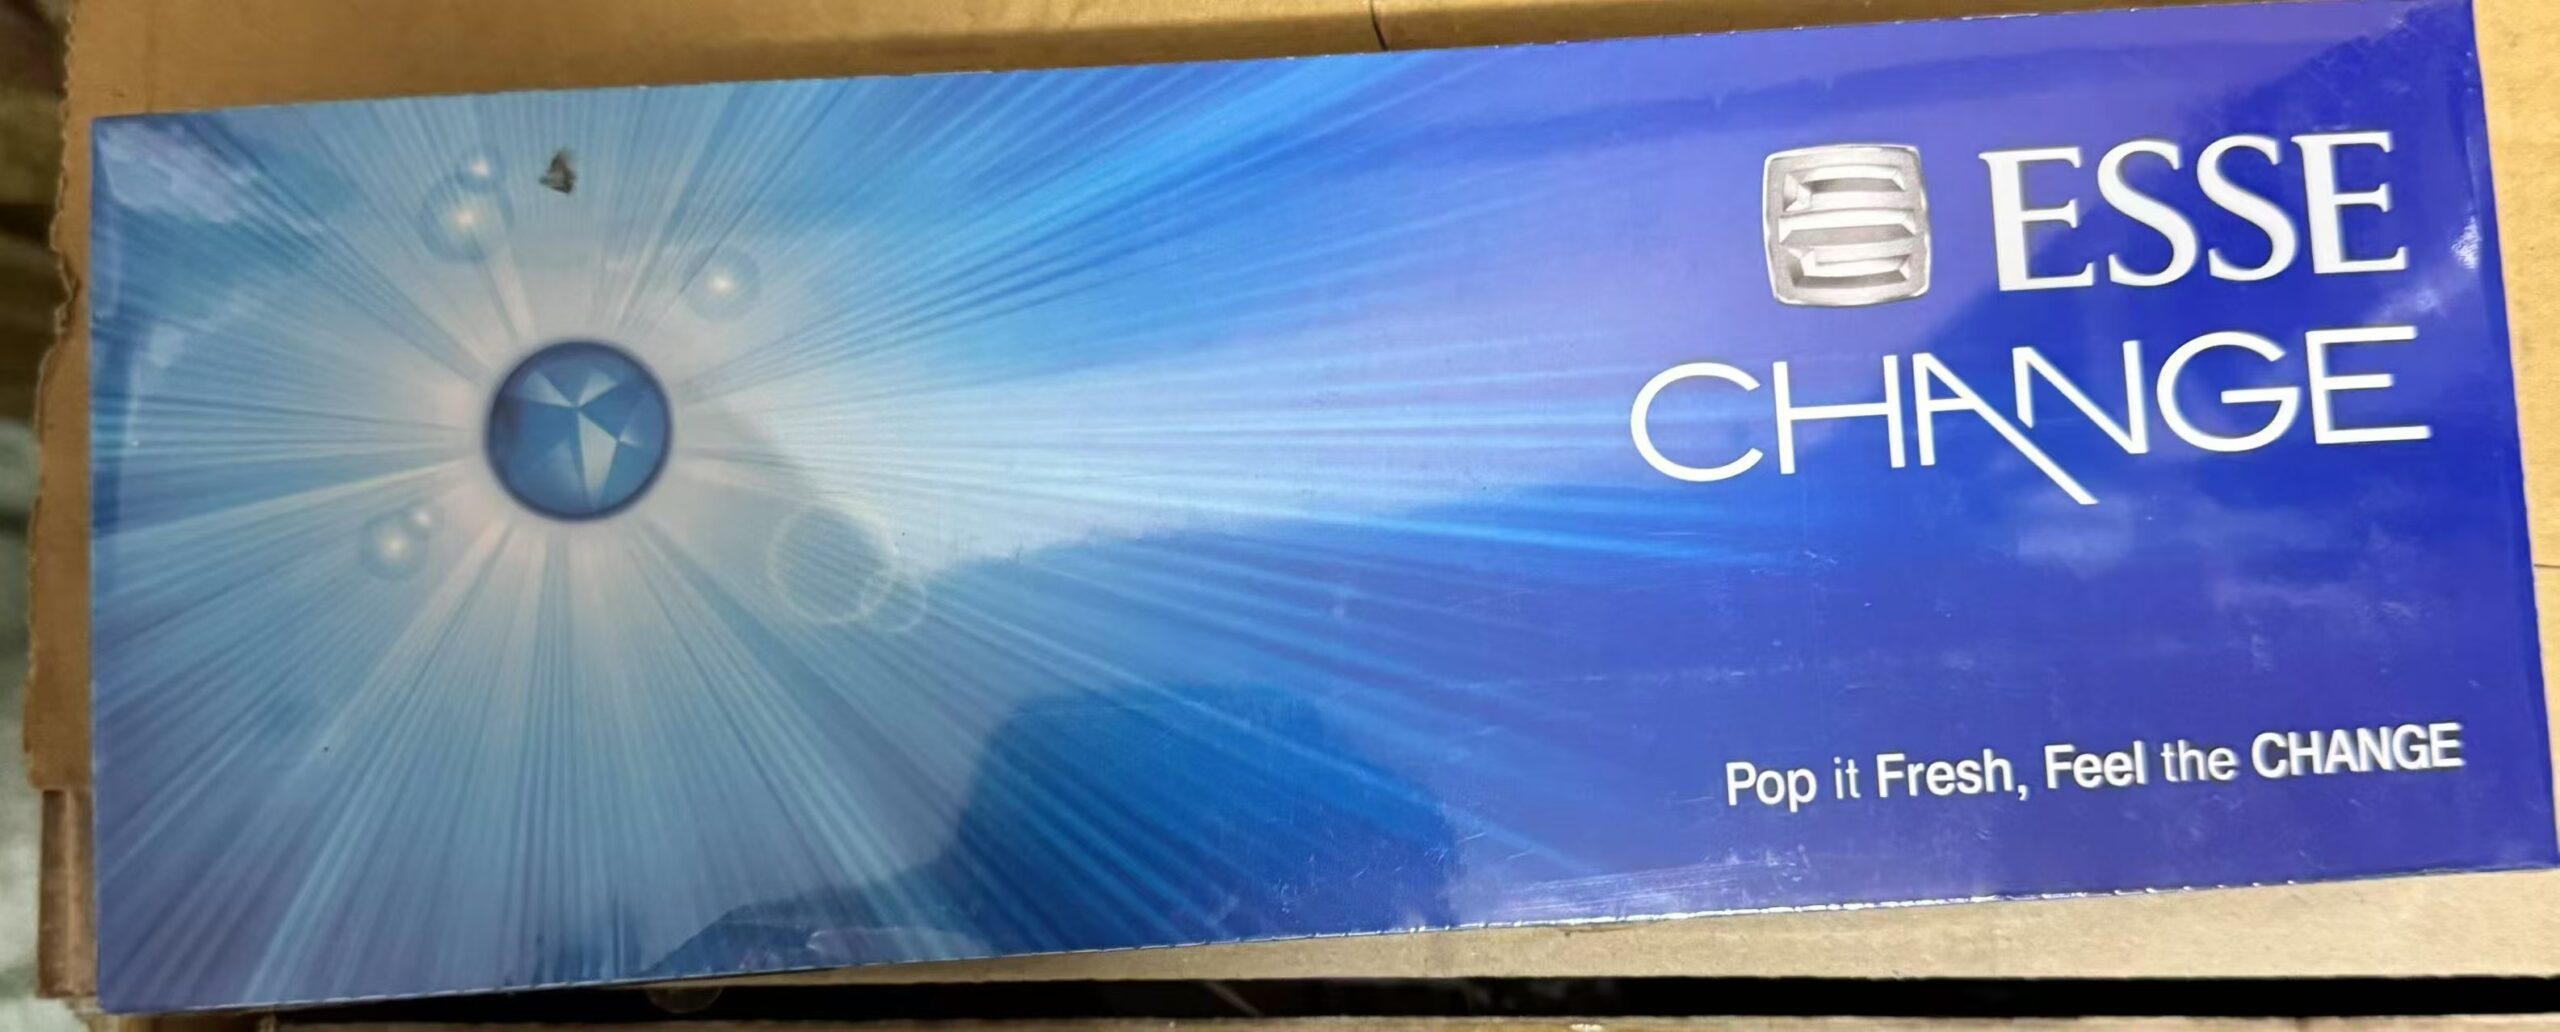 ESSE
CHANGE
Pop it Fresh, Feel the CHANGE